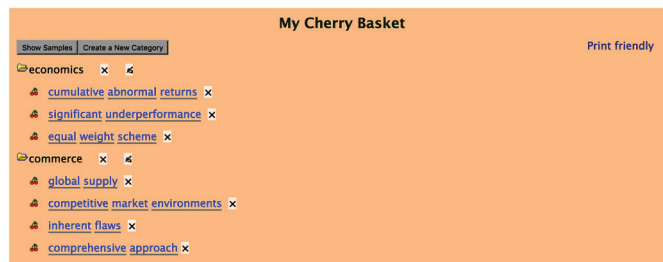 My Cherry Basket
Show Samples Create a New Category Print friendly
economics
cumulative abnormal returns
significant underperformance
equal weight scheme
commerce
global supply
competitive market environments
inherent flaws
comprehensive approach